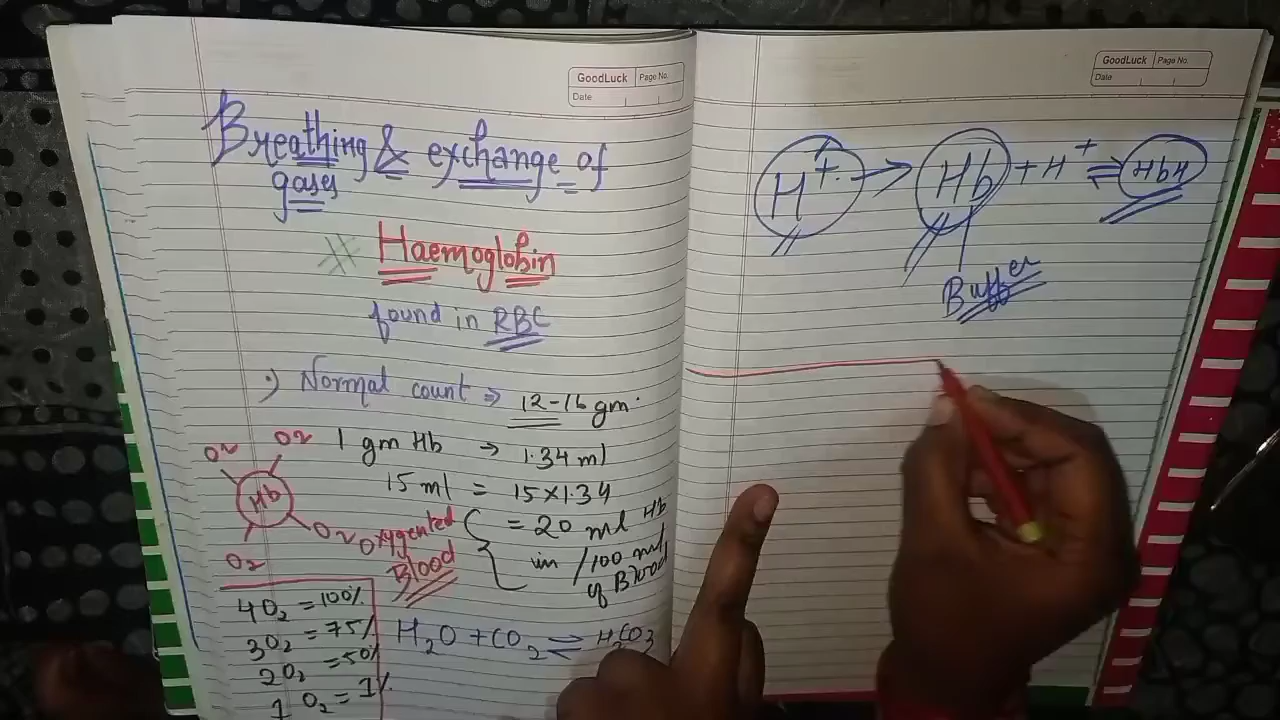 GoodLuck Page No.
Date
Breathing & exchange of
gases
Haemoglobin
found in RBC
Normal count ⇒ 12-16 gm.
1 gm Hb → 1.34 ml
15 ml = 15×1.34
= 20 ml Hb
in /100 ml
of Blood
O2 O2
Hb
O2 O2
Oxygented
Blood
4O2 = 100%
3O2 = 75%
2O2 = 50%
1 O2 = 1%
H2O + CO2 ⇌ H2CO3
GoodLuck Page No.
Date
H+ → Hb + H+ ⇌ HbH
Buffer